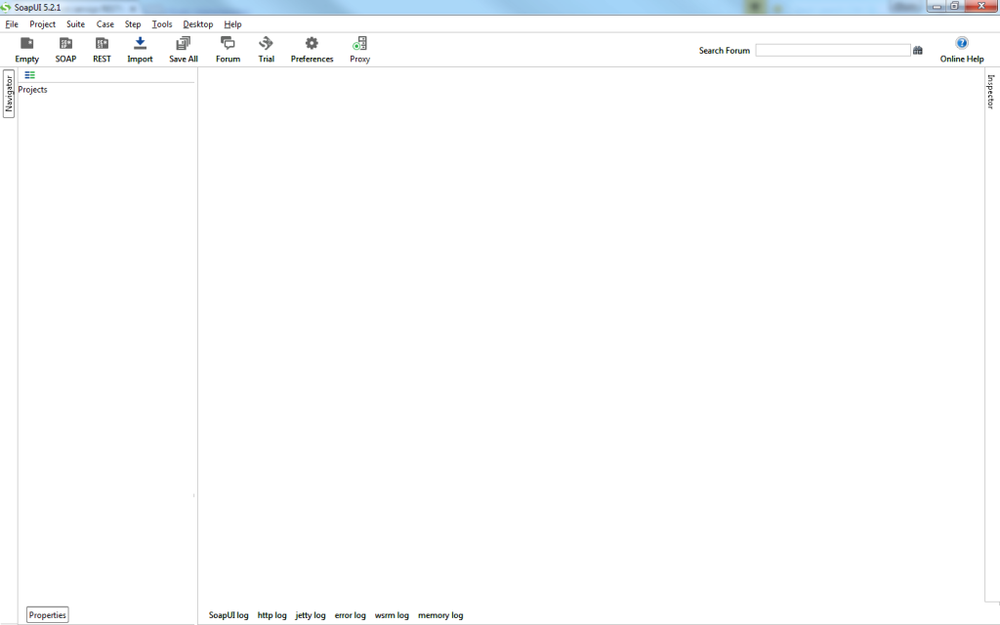 SoapUI 5.2.1
File Project Suite Case Step Tools Desktop Help
Empty SOAP REST Import Save All Forum Trial Preferences Proxy Search Forum Online Help
Navigator
Projects
Inspector
Properties
SoapUI log http log jetty log error log wsrm log memory log